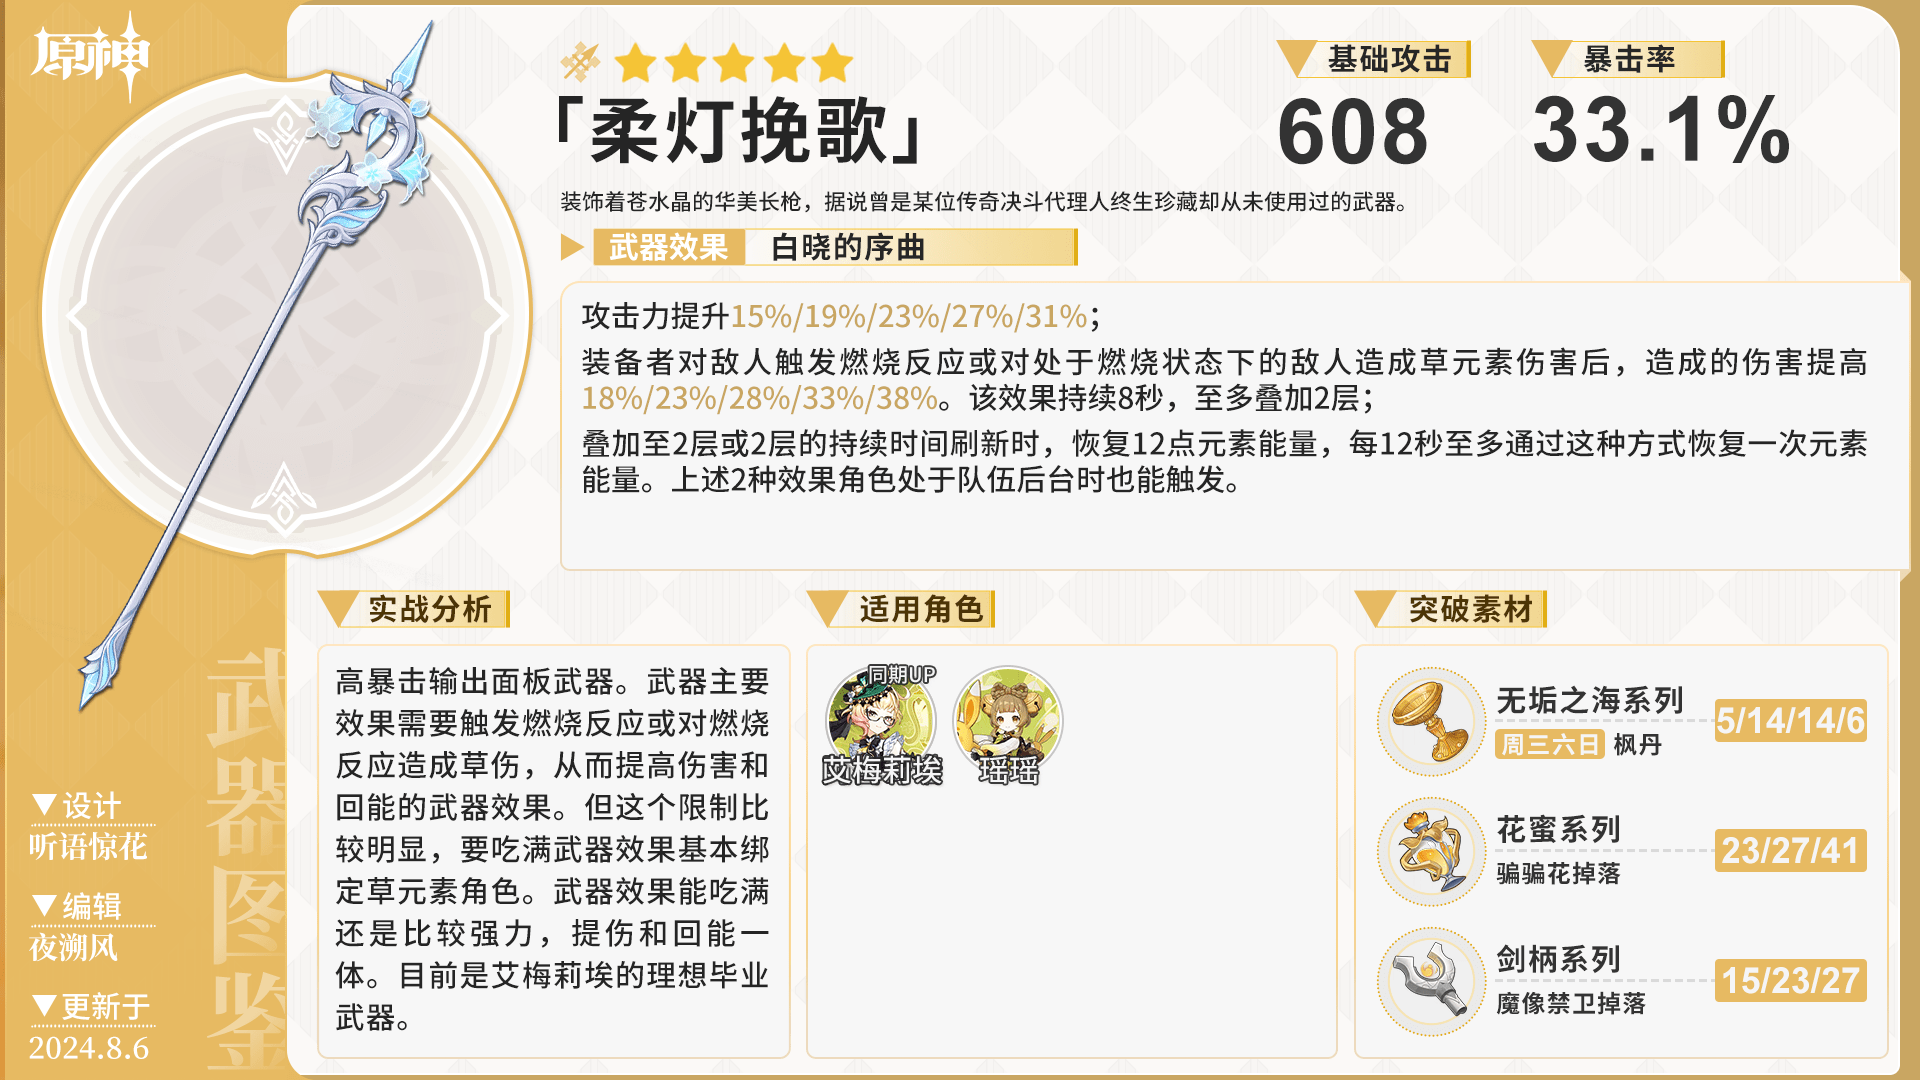 原神
「柔灯挽歌」
基础攻击
608
暴击率
33.1%
装饰着苍水晶的华美长枪，据说曾是某位传奇决斗代理人终生珍藏却从未使用过的武器。
武器效果 白晓的序曲
攻击力提升15%/19%/23%/27%/31%；
装备者对敌人触发燃烧反应或对处于燃烧状态下的敌人造成草元素伤害后，造成的伤害提高
18%/23%/28%/33%/38%。该效果持续8秒，至多叠加2层；
叠加至2层或2层的持续时间刷新时，恢复12点元素能量，每12秒至多通过这种方式恢复一次元素
能量。上述2种效果角色处于队伍后台时也能触发。
实战分析
高暴击输出面板武器。武器主要
效果需要触发燃烧反应或对燃烧
反应造成草伤，从而提高伤害和
回能的武器效果。但这个限制比
较明显，要吃满武器效果基本绑
定草元素角色。武器效果能吃满
还是比较强力，提伤和回能一
体。目前是艾梅莉埃的理想毕业
武器。
适用角色
同期UP
艾梅莉埃
瑶瑶
突破素材
无垢之海系列
周三六日 枫丹
5/14/14/6
花蜜系列
骗骗花掉落
23/27/41
剑柄系列
魔像禁卫掉落
15/23/27
武器图鉴
▼设计
听语惊花
▼编辑
夜溯风
▼更新于
2024.8.6